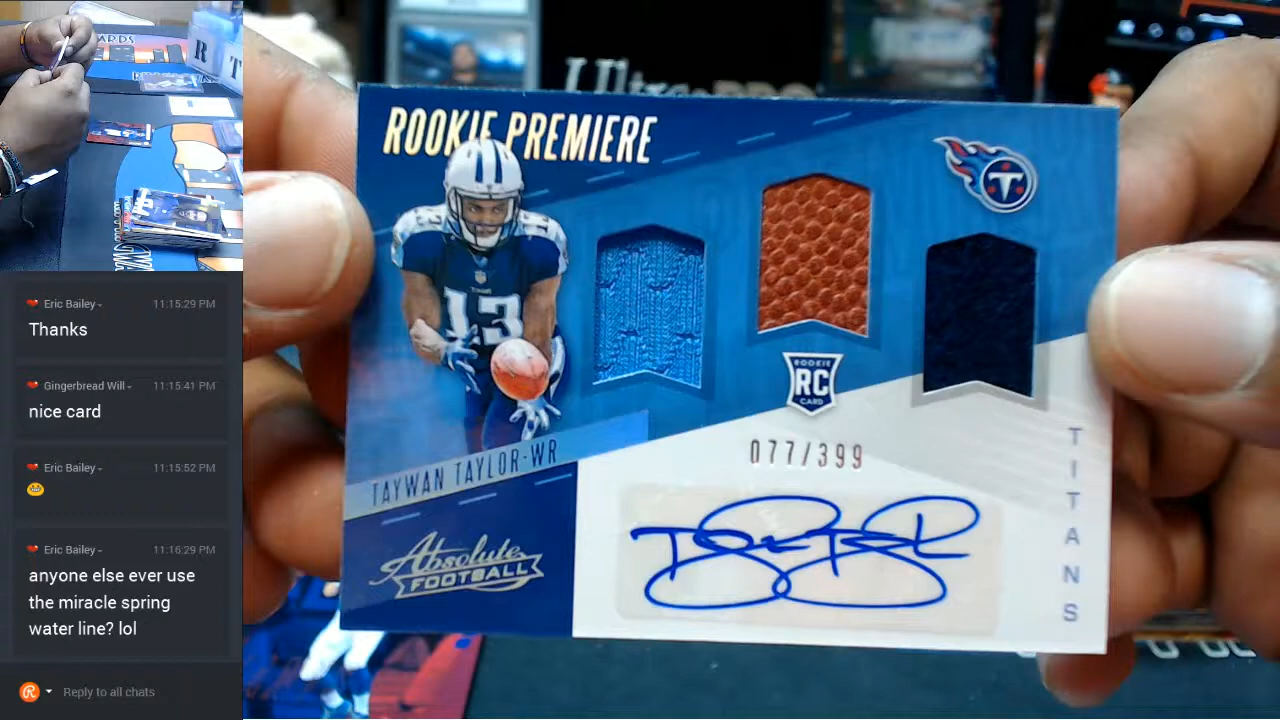 ARDS
R
T
Eric Bailey
11:15:29 PM
Thanks
Gingerbread Will
11:15:41 PM
nice card
Eric Bailey
11:15:52 PM
Eric Bailey
11:16:29 PM
anyone else ever use
the miracle spring
water line? lol
Reply to all chats
ROOKIE PREMIERE
T
13
ROOKIE
RC
CARD
077/399
TAYWAN TAYLOR-WR
Absolute
FOOTBALL
TITANS